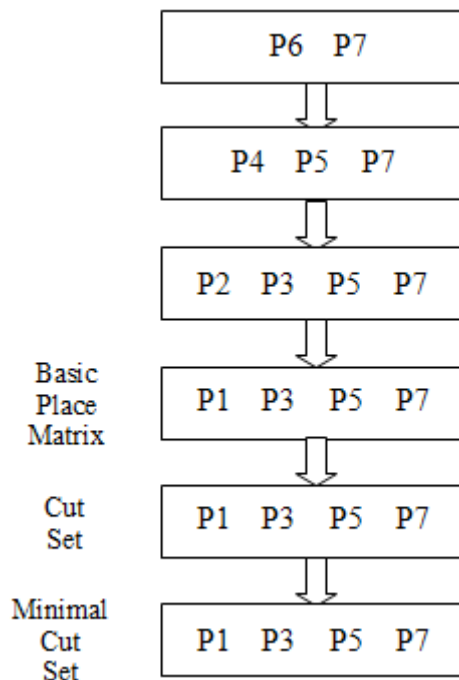 P6 P7
P4 P5 P7
P2 P3 P5 P7
Basic
Place
Matrix
P1 P3 P5 P7
Cut
Set
P1 P3 P5 P7
Minimal
Cut
Set
P1 P3 P5 P7